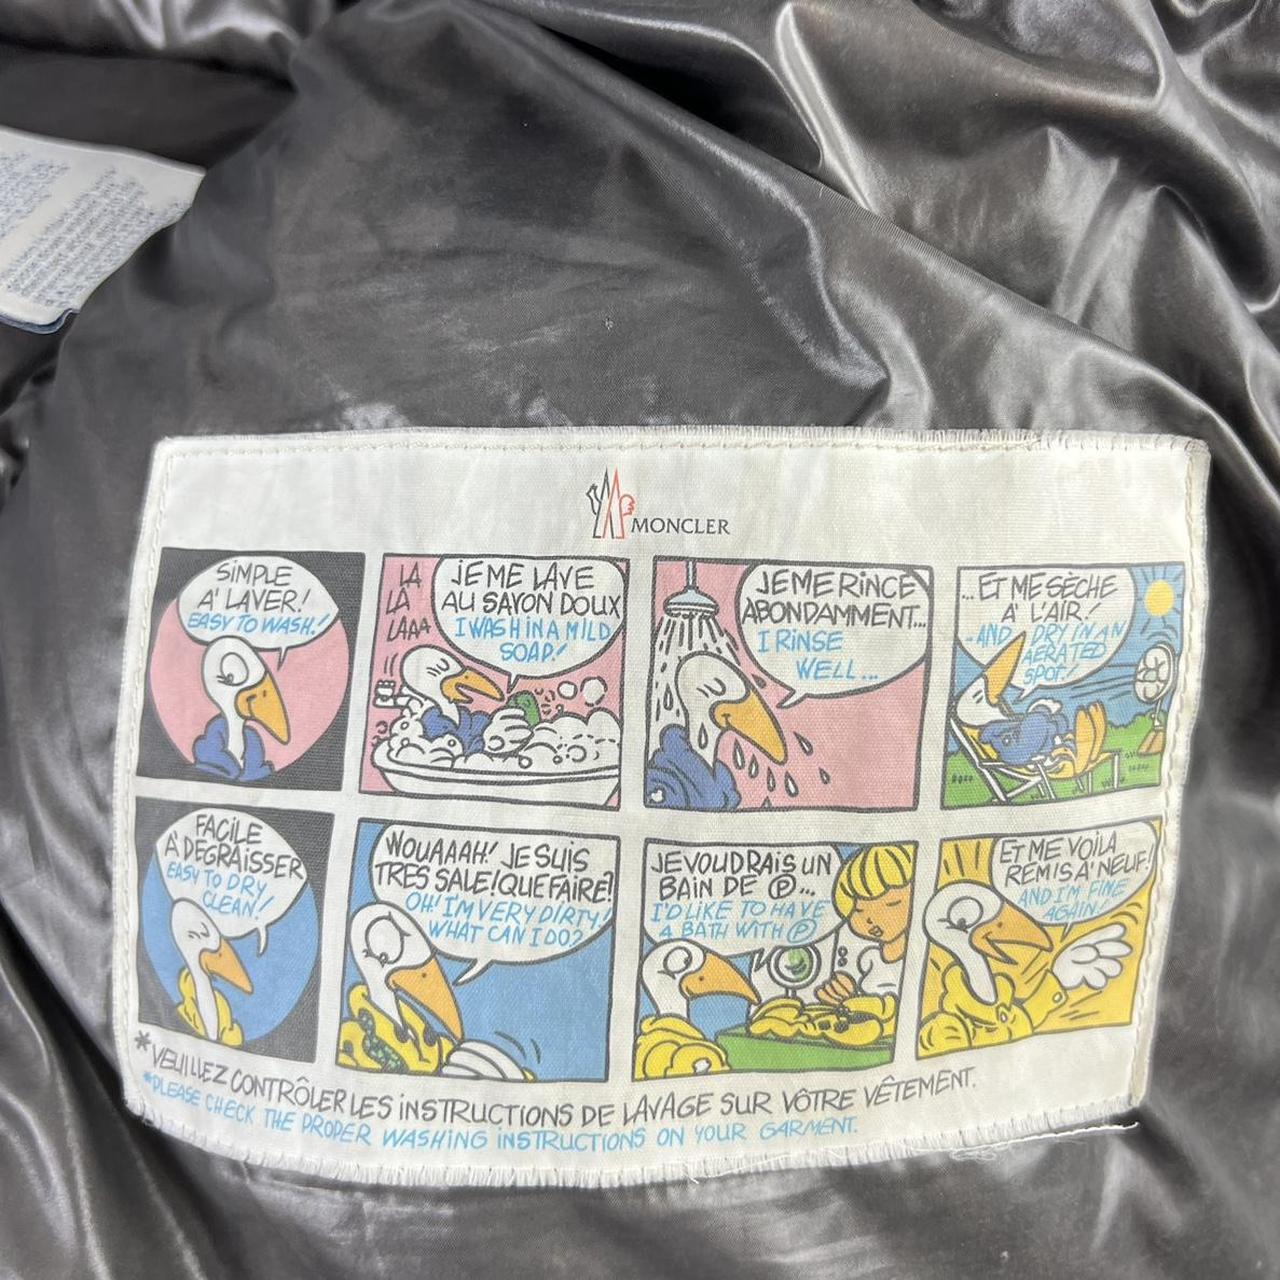 MONCLER
SIMPLE
A' LAVER!
EASY TO WASH!
LA
LA
LAAA
JE ME LAVE
AU SAVON DOUX
I WASH IN A MILD
SOAP!
JE ME RINCE
ABONDAMMENT...
I RINSE
WELL...
...ET ME SÈCHE
A' L'AIR!
-AND DRY IN AN
AERATED
SPOT!
FACILE
A' DEGRAISSER
EASY TO DRY
CLEAN!
WOUAAAH! JE SUIS
TRES SALE! QUE FAIRE?
OH! I'M VERY DIRTY!
WHAT CAN I DO?
JE VOUDRAIS UN
BAIN DE Ⓟ...
I'D LIKE TO HAVE
A BATH WITH Ⓟ
ET ME VOILA
REMIS A' NEUF!
AND I'M FINE
AGAIN!
*VEUILLEZ CONTRÔLER LES INSTRUCTIONS DE LAVAGE SUR VÔTRE VÊTEMENT.
*PLEASE CHECK THE PROPER WASHING INSTRUCTIONS ON YOUR GARMENT.